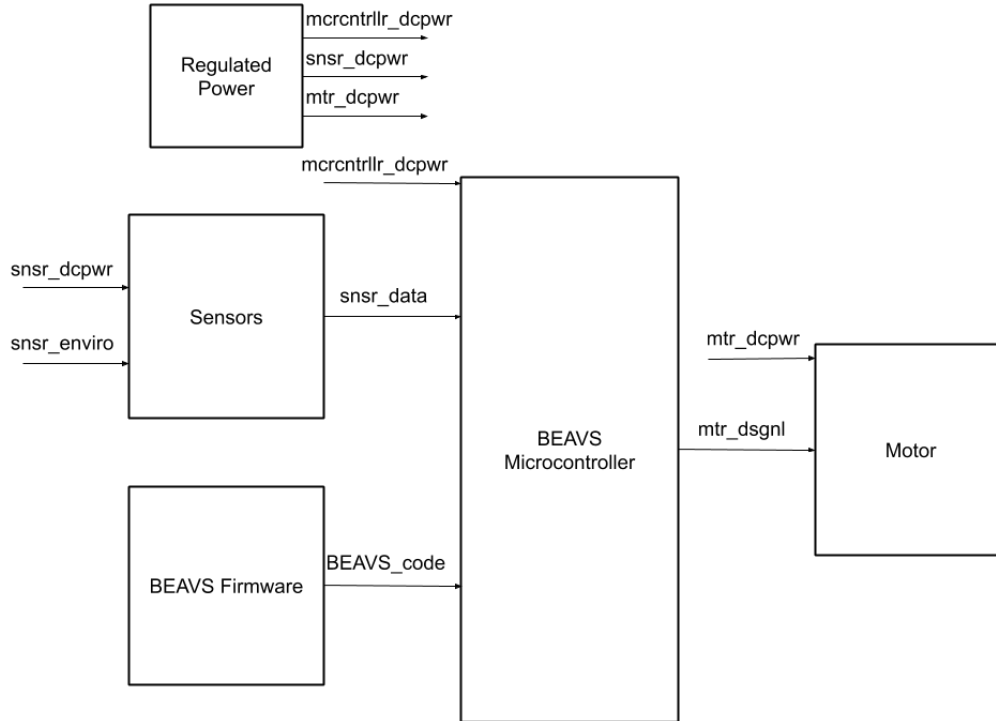 mcrcntrllr_dcpwr
Regulated
Power
snsr_dcpwr
mtr_dcpwr
mcrcntrllr_dcpwr
snsr_dcpwr
snsr_enviro
Sensors
snsr_data
BEAVS
Microcontroller
mtr_dcpwr
mtr_dsgnl
Motor
BEAVS Firmware
BEAVS_code